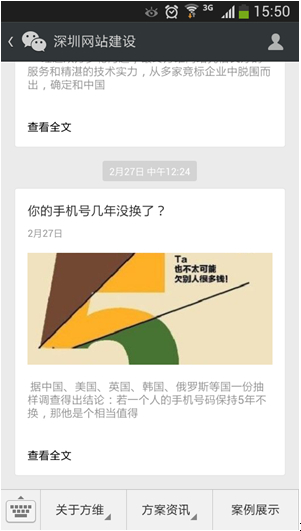 3G 15:50
深圳网站建设
服务和精湛的技术实力，从多家竟标企业中脱围而
出，确定和中国
查看全文
2月27日 中午12:24
你的手机号几年没换了？
2月27日
Ta
也不太可能
欠别人很多钱！
据中国、美国、英国、韩国、俄罗斯等国一份抽
样调查得出结论：若一个人的手机号码保持5年不
换，那他是个相当值得
查看全文
关于方维
方案资讯
案例展示